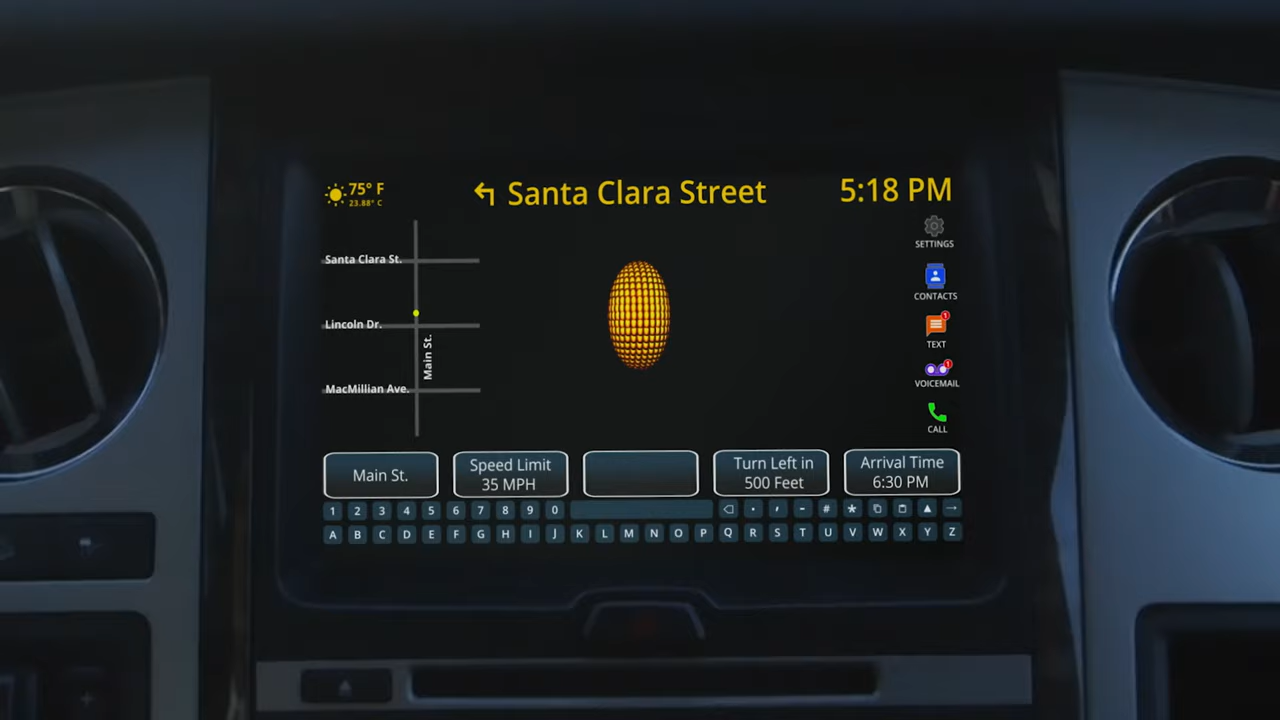 75° F
23.88° C
Santa Clara Street
5:18 PM
SETTINGS
Santa Clara St.
CONTACTS
Lincoln Dr.
TEXT
1
Main St.
VOICEMAIL
1
MacMillian Ave.
CALL
Main St.
Speed Limit
35 MPH
Turn Left in
500 Feet
Arrival Time
6:30 PM
1 2 3 4 5 6 7 8 9 0 . , - # * →
A B C D E F G H I J K L M N O P Q R S T U V W X Y Z